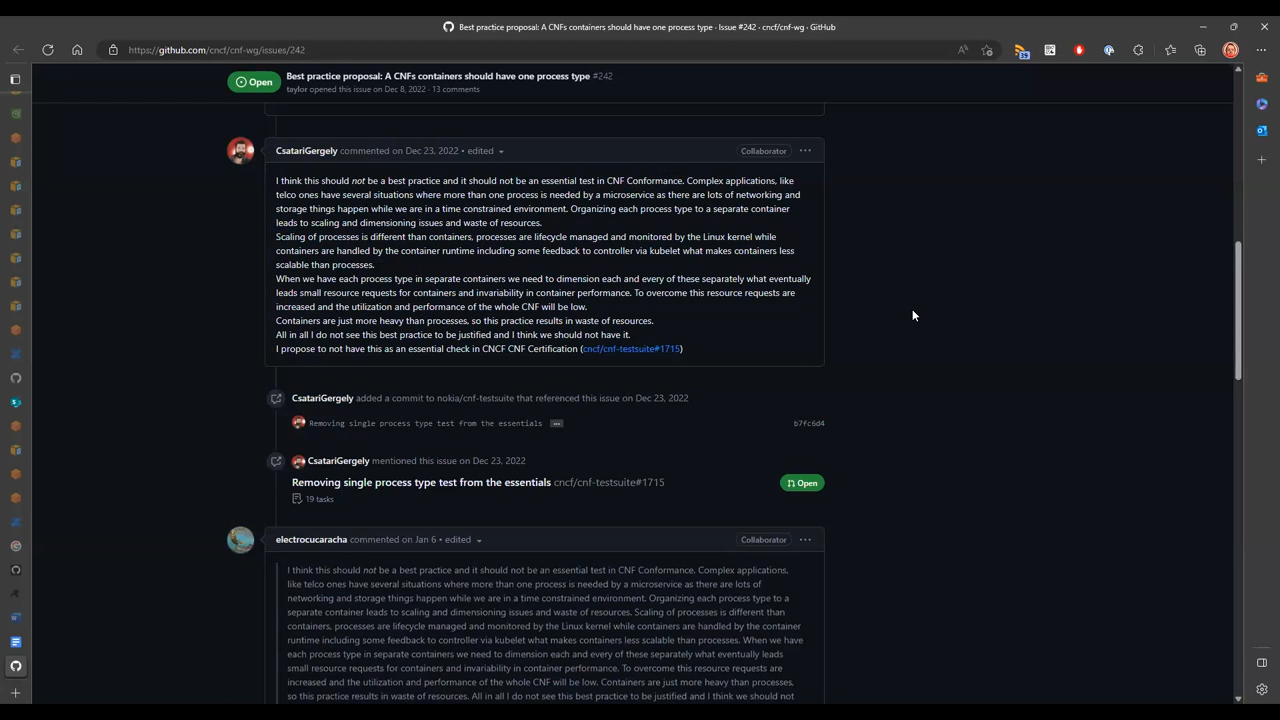 Best practice proposal: A CNFs containers should have one process type · Issue #242 · cncf/cnf-wg · GitHub
https://github.com/cncf/cnf-wg/issues/242
Open
Best practice proposal: A CNFs containers should have one process type #242
taylor opened this issue on Dec 8, 2022 · 13 comments
CsatariGergely commented on Dec 23, 2022 • edited
Collaborator
I think this should not be a best practice and it should not be an essential test in CNF Conformance. Complex applications, like
telco ones have several situations where more than one process is needed by a microservice as there are lots of networking and
storage things happen while we are in a time constrained environment. Organizing each process type to a separate container
leads to scaling and dimensioning issues and waste of resources.
Scaling of processes is different than containers, processes are lifecycle managed and monitored by the Linux kernel while
containers are handled by the container runtime including some feedback to controller via kubelet what makes containers less
scalable than processes.
When we have each process type in separate containers we need to dimension each and every of these separately what eventually
leads small resource requests for containers and invariability in container performance. To overcome this resource requests are
increased and the utilization and performance of the whole CNF will be low.
Containers are just more heavy than processes, so this practice results in waste of resources.
All in all I do not see this best practice to be justified and I think we should not have it.
I propose to not have this as an essential check in CNCF CNF Certification (cncf/cnf-testsuite#1715)
CsatariGergely added a commit to nokia/cnf-testsuite that referenced this issue on Dec 23, 2022
Removing single process type test from the essentials ...
b7fc6d4
CsatariGergely mentioned this issue on Dec 23, 2022
Removing single process type test from the essentials cncf/cnf-testsuite#1715
Open
19 tasks
electrocucaracha commented on Jan 6 • edited
Collaborator
I think this should not be a best practice and it should not be an essential test in CNF Conformance. Complex applications,
like telco ones have several situations where more than one process is needed by a microservice as there are lots of
networking and storage things happen while we are in a time constrained environment. Organizing each process type to a
separate container leads to scaling and dimensioning issues and waste of resources. Scaling of processes is different than
containers, processes are lifecycle managed and monitored by the Linux kernel while containers are handled by the container
runtime including some feedback to controller via kubelet what makes containers less scalable than processes. When we have
each process type in separate containers we need to dimension each and every of these separately what eventually leads
small resource requests for containers and invariability in container performance. To overcome this resource requests are
increased and the utilization and performance of the whole CNF will be low. Containers are just more heavy than processes,
so this practice results in waste of resources. All in all I do not see this best practice to be justified and I think we should not